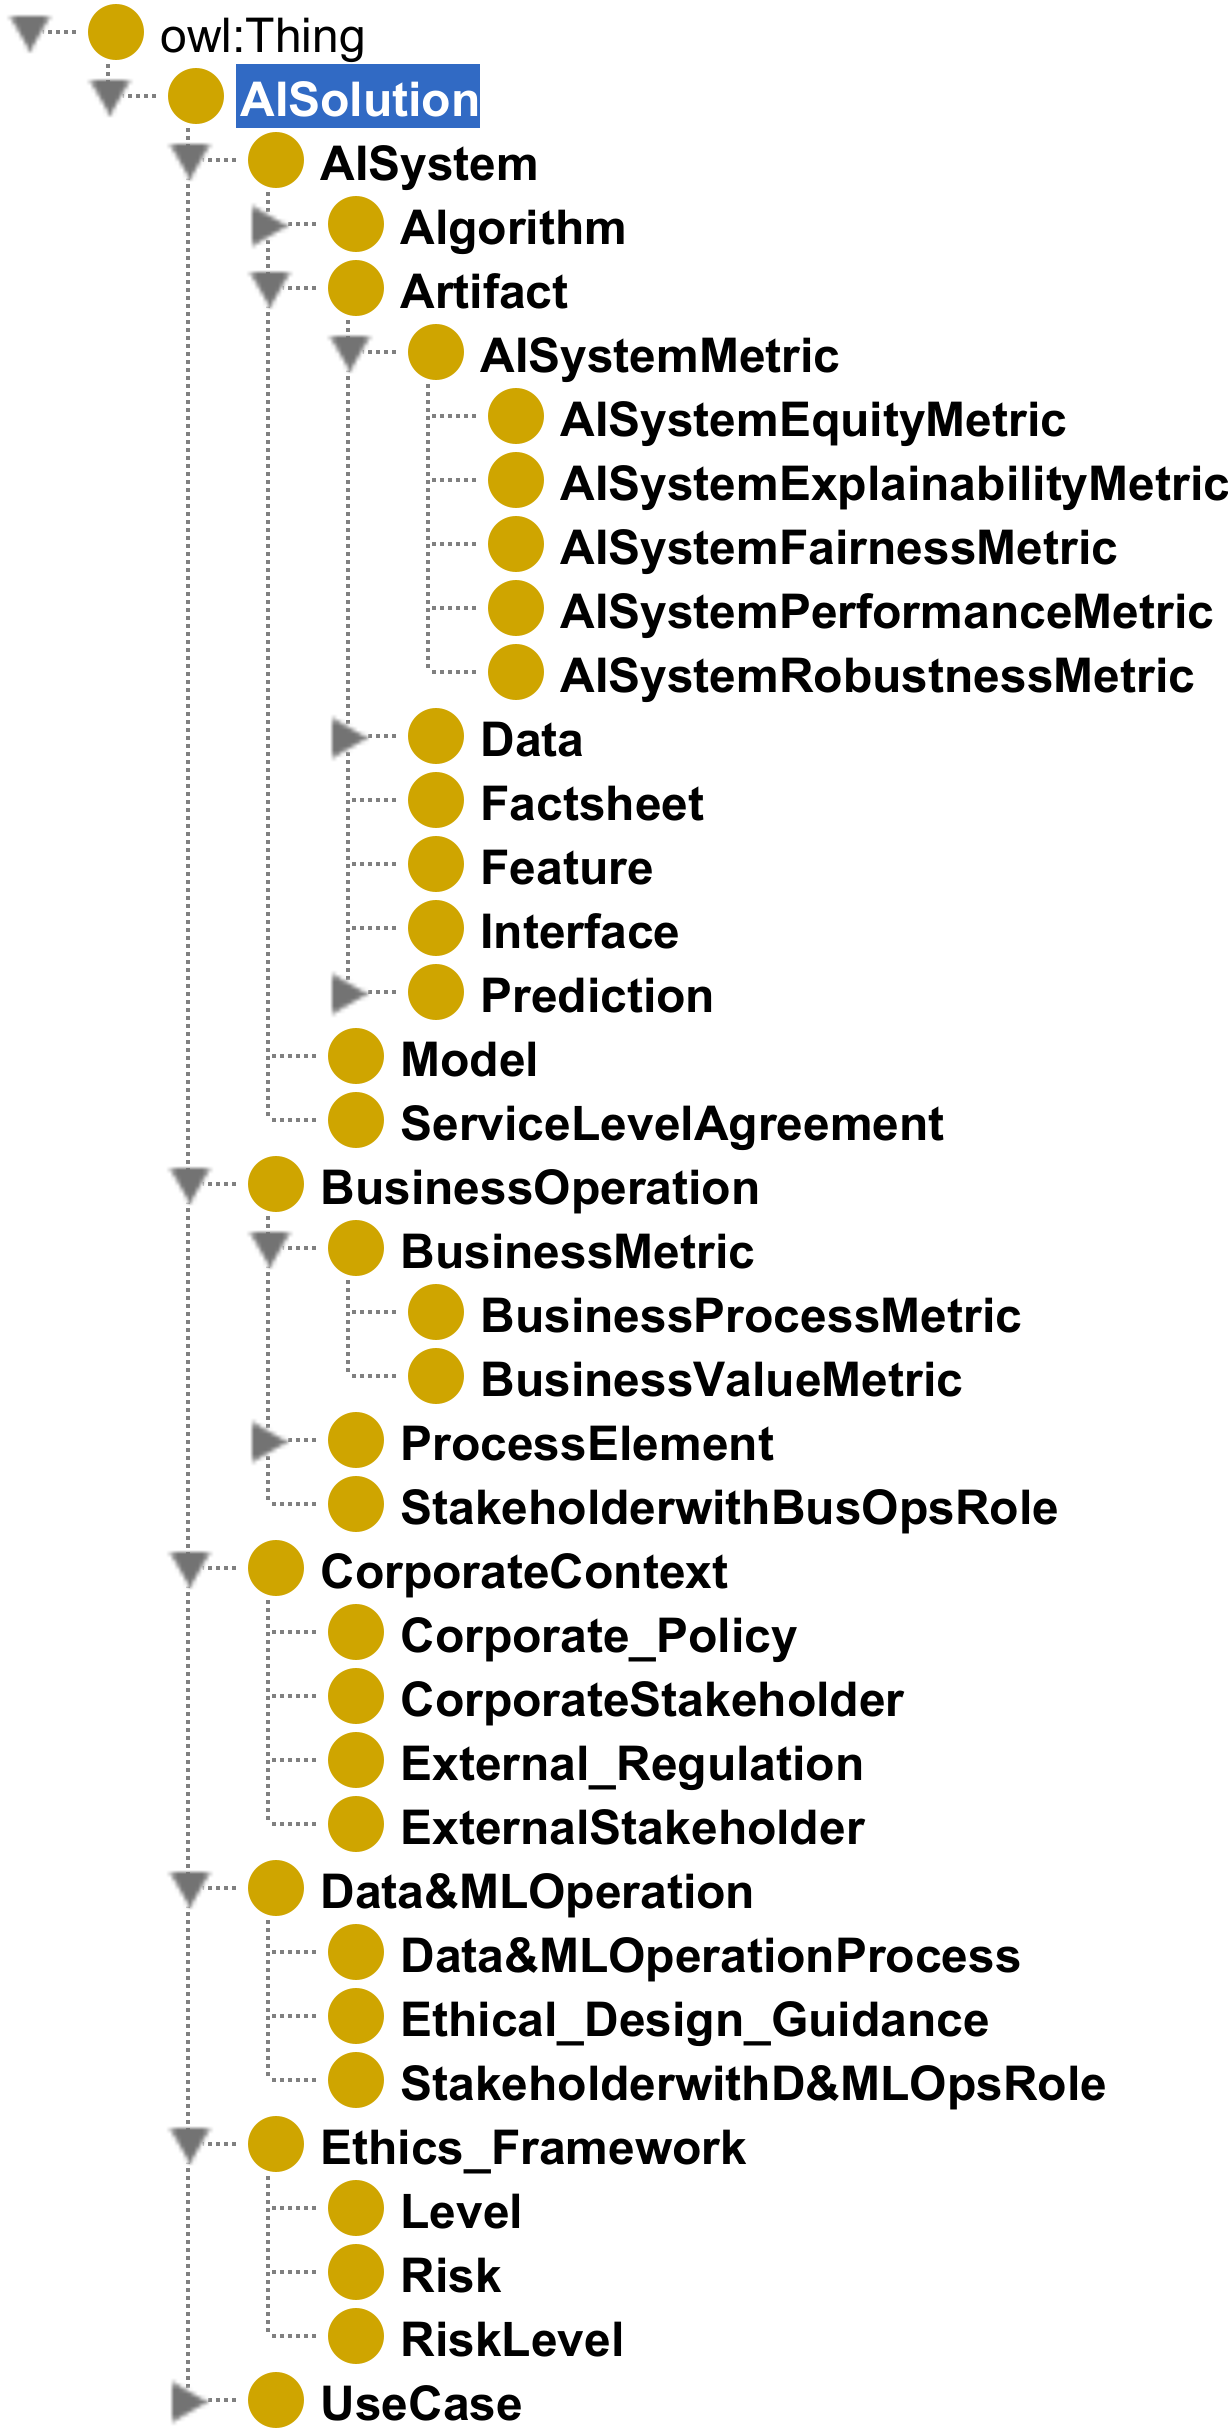 owl:Thing
AISolution
AISystem
Algorithm
Artifact
AISystemMetric
AISystemEquityMetric
AISystemExplainabilityMetric
AISystemFairnessMetric
AISystemPerformanceMetric
AISystemRobustnessMetric
Data
Factsheet
Feature
Interface
Prediction
Model
ServiceLevelAgreement
BusinessOperation
BusinessMetric
BusinessProcessMetric
BusinessValueMetric
ProcessElement
StakeholderwithBusOpsRole
CorporateContext
Corporate_Policy
CorporateStakeholder
External_Regulation
ExternalStakeholder
Data&MLOperation
Data&MLOperationProcess
Ethical_Design_Guidance
StakeholderwithD&MLOpsRole
Ethics_Framework
Level
Risk
RiskLevel
UseCase